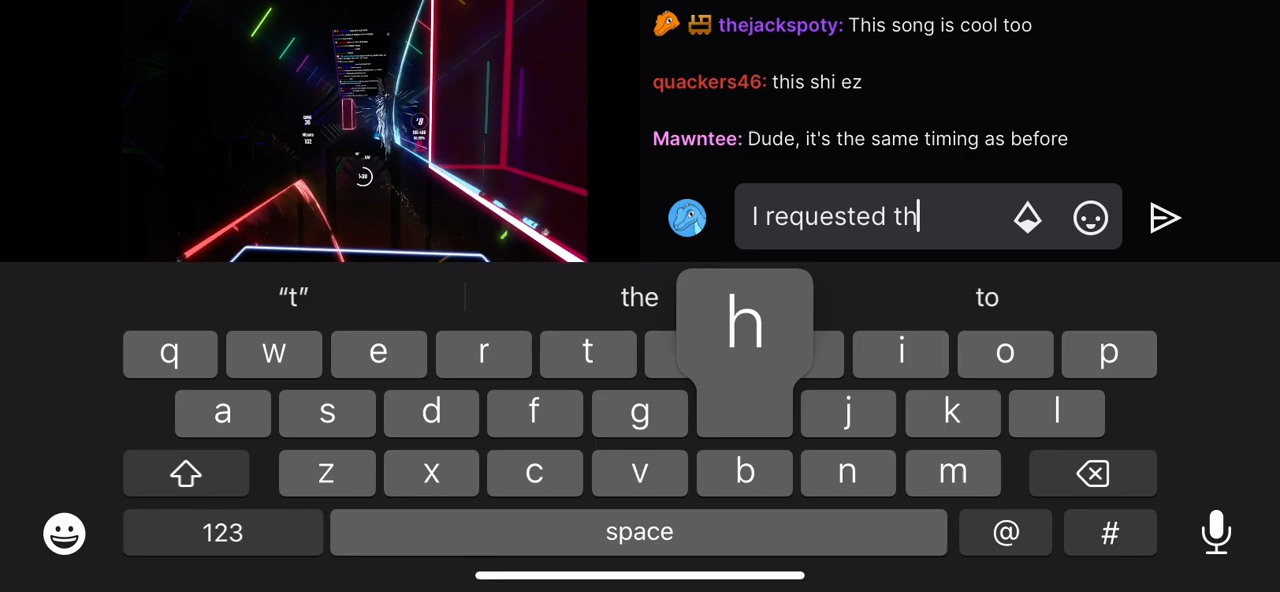 thejackspoty: This song is cool too
quackers46: this shi ez
Mawntee: Dude, it's the same timing as before
I requested th
“t” the to
h
q w e r t i o p
a s d f g j k l
z x c v b n m
123 space @ #